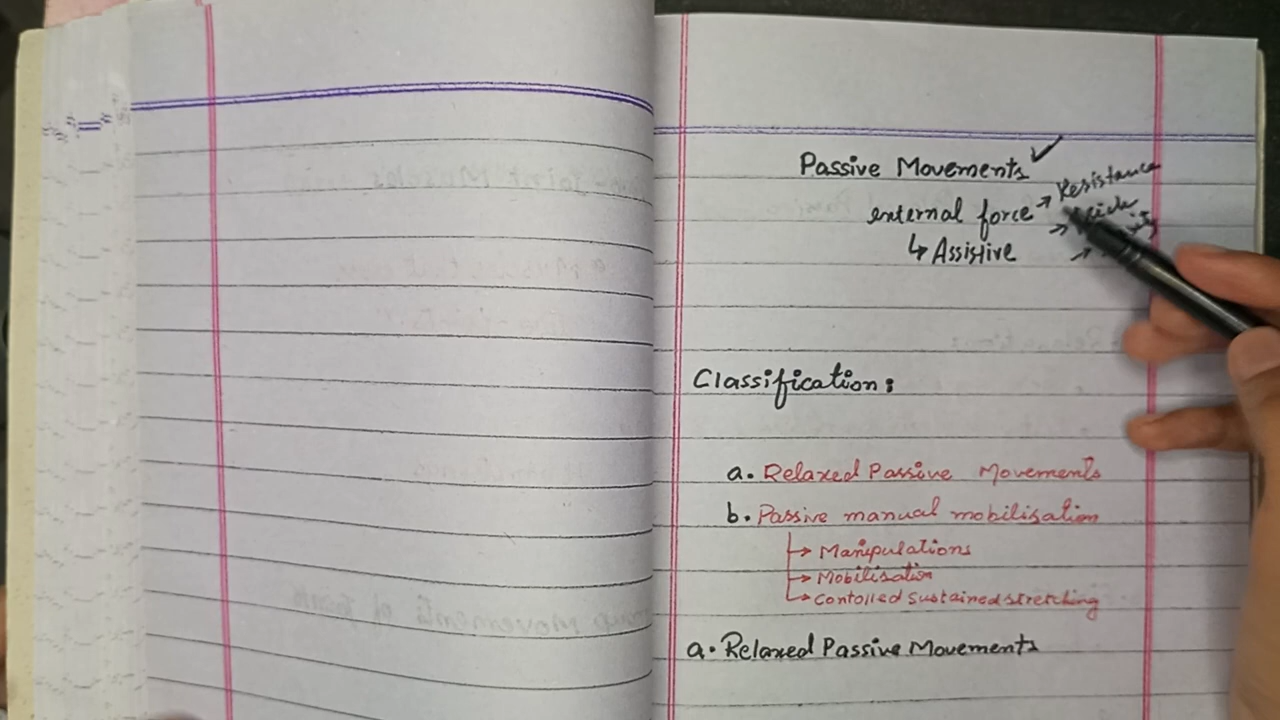 Passive Movements
external force → Resistance
↳ Assistive
Classification:
a. Relaxed Passive Movements
b. Passive manual mobilisation
→ Manipulations
→ Mobilisation
→ Contolled sustained stretching
a. Relaxed Passive Movements